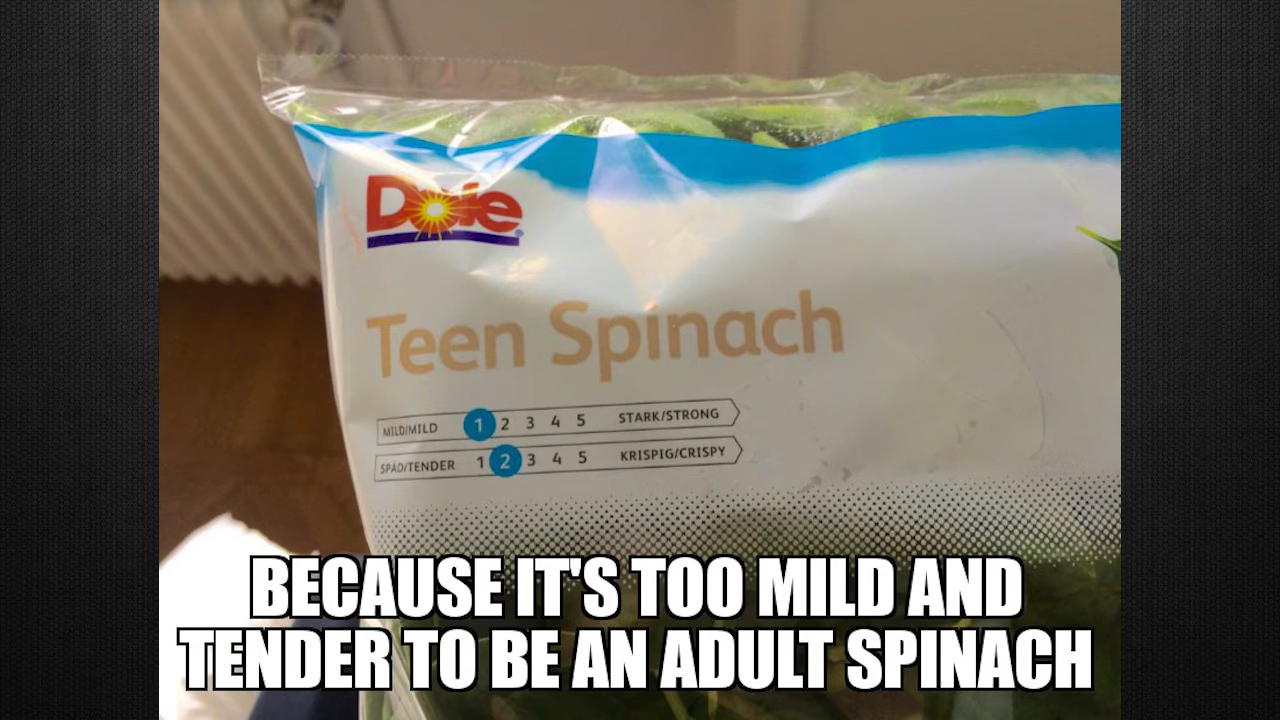 Dole
Teen Spinach
MILD/MILD 1 2 3 4 5 STARK/STRONG
SPÄD/TENDER 1 2 3 4 5 KRISPIG/CRISPY
BECAUSE IT'S TOO MILD AND
TENDER TO BE AN ADULT SPINACH